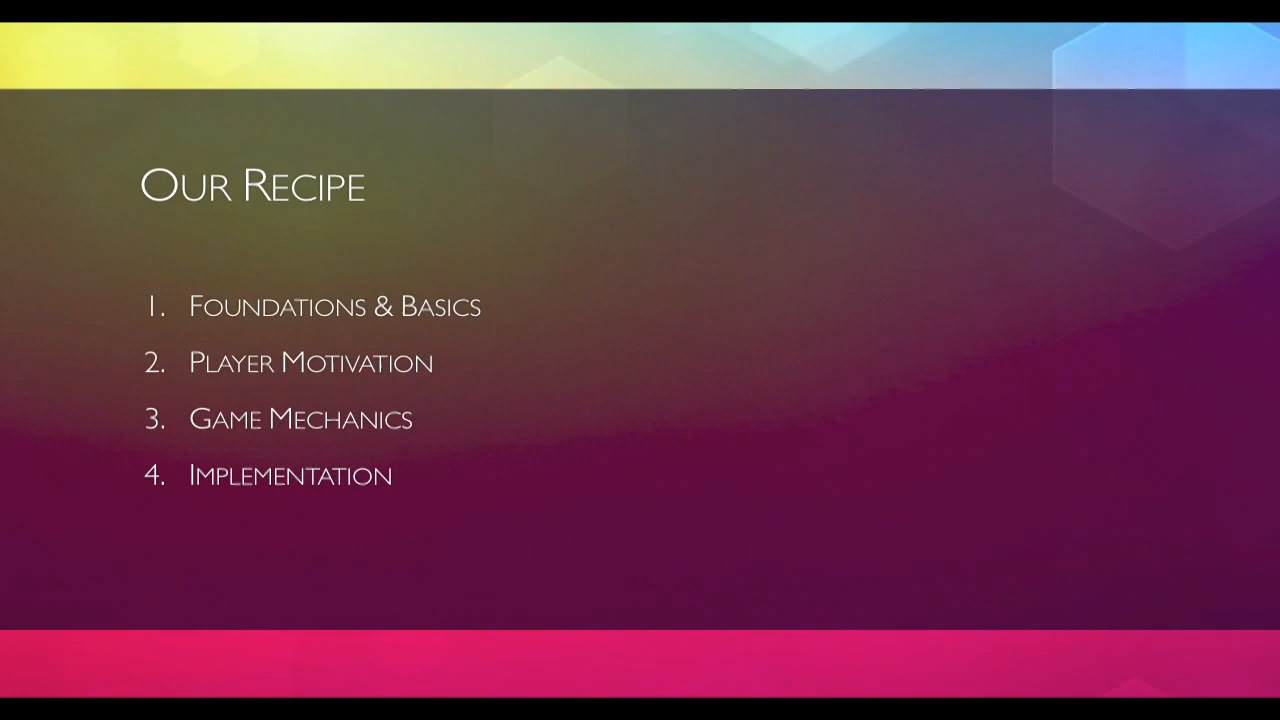 Our Recipe
1. Foundations & Basics
2. Player Motivation
3. Game Mechanics
4. Implementation